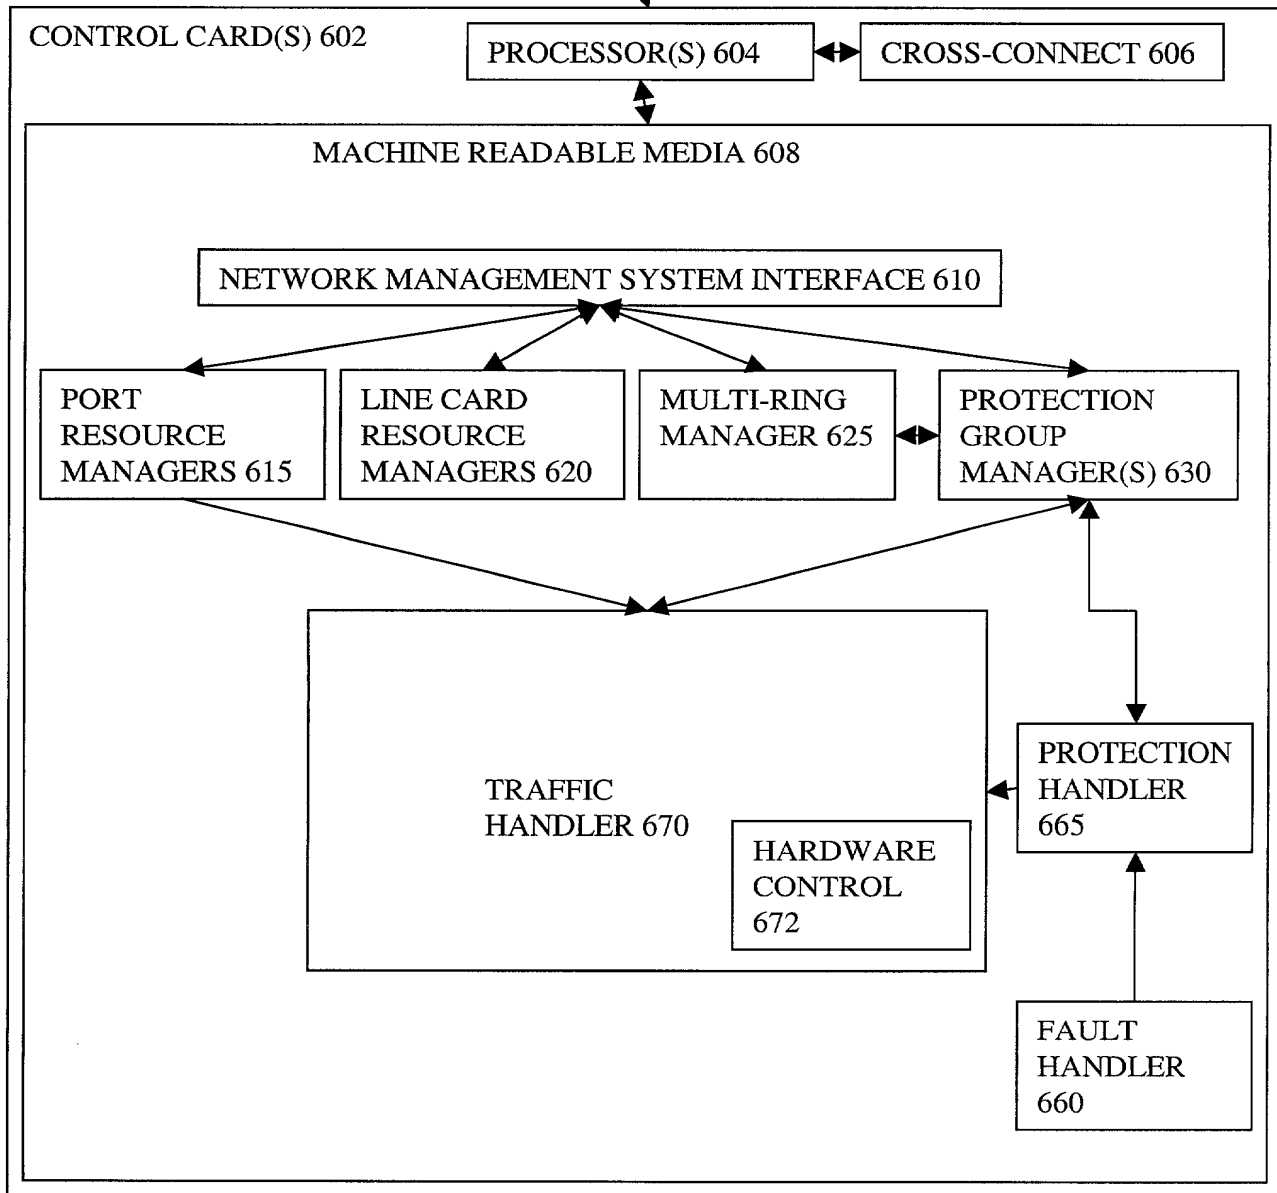 CONTROL CARD(S) 602
PROCESSOR(S) 604
CROSS-CONNECT 606
MACHINE READABLE MEDIA 608
NETWORK MANAGEMENT SYSTEM INTERFACE 610
PORT
RESOURCE
MANAGERS 615
LINE CARD
RESOURCE
MANAGERS 620
MULTI-RING
MANAGER 625
PROTECTION
GROUP
MANAGER(S) 630
TRAFFIC
HANDLER 670
HARDWARE
CONTROL
672
PROTECTION
HANDLER
665
FAULT
HANDLER
660